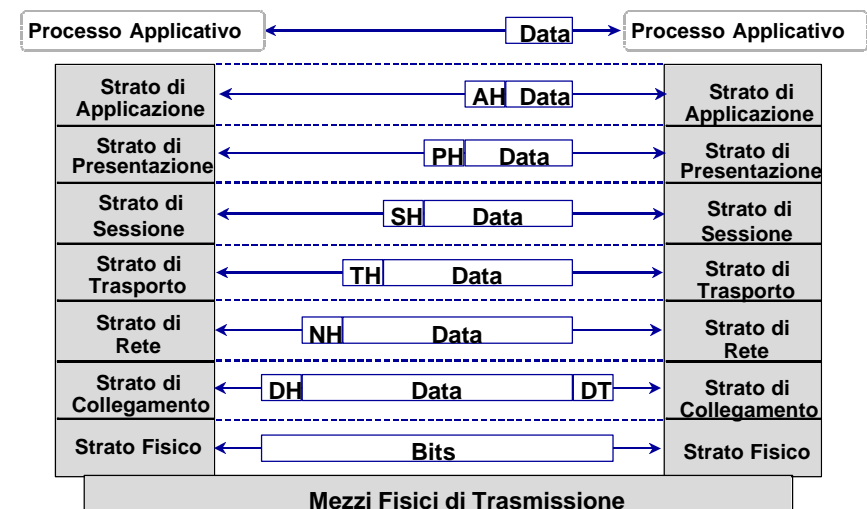 Processo Applicativo Data Processo Applicativo
Strato di
Applicazione
AH Data
Strato di
Applicazione
Strato di
Presentazione
PH Data
Strato di
Presentazione
Strato di
Sessione
SH Data
Strato di
Sessione
Strato di
Trasporto
TH Data
Strato di
Trasporto
Strato di
Rete
NH Data
Strato di
Rete
Strato di
Collegamento
DH Data DT
Strato di
Collegamento
Strato Fisico Bits Strato Fisico
Mezzi Fisici di Trasmissione